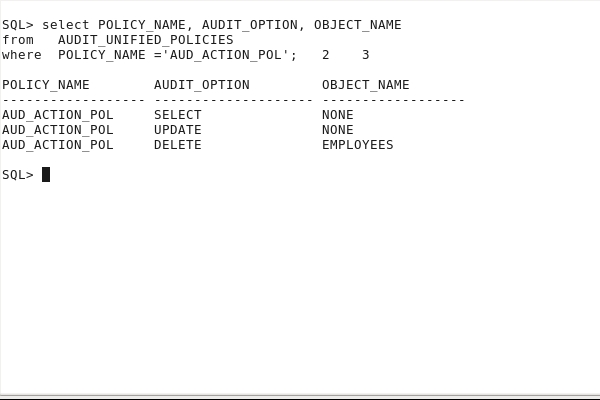 SQL> select POLICY_NAME, AUDIT_OPTION, OBJECT_NAME
from   AUDIT_UNIFIED_POLICIES
where  POLICY_NAME ='AUD_ACTION_POL';   2    3
POLICY_NAME        AUDIT_OPTION         OBJECT_NAME
------------------ -------------------- ------------------
AUD_ACTION_POL     SELECT               NONE
AUD_ACTION_POL     UPDATE               NONE
AUD_ACTION_POL     DELETE               EMPLOYEES
SQL>